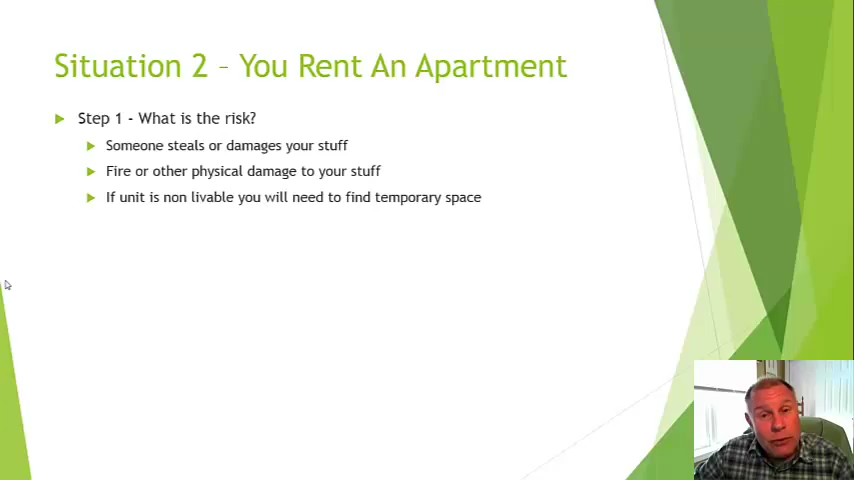 Situation 2 – You Rent An Apartment
Step 1 - What is the risk?
Someone steals or damages your stuff
Fire or other physical damage to your stuff
If unit is non livable you will need to find temporary space